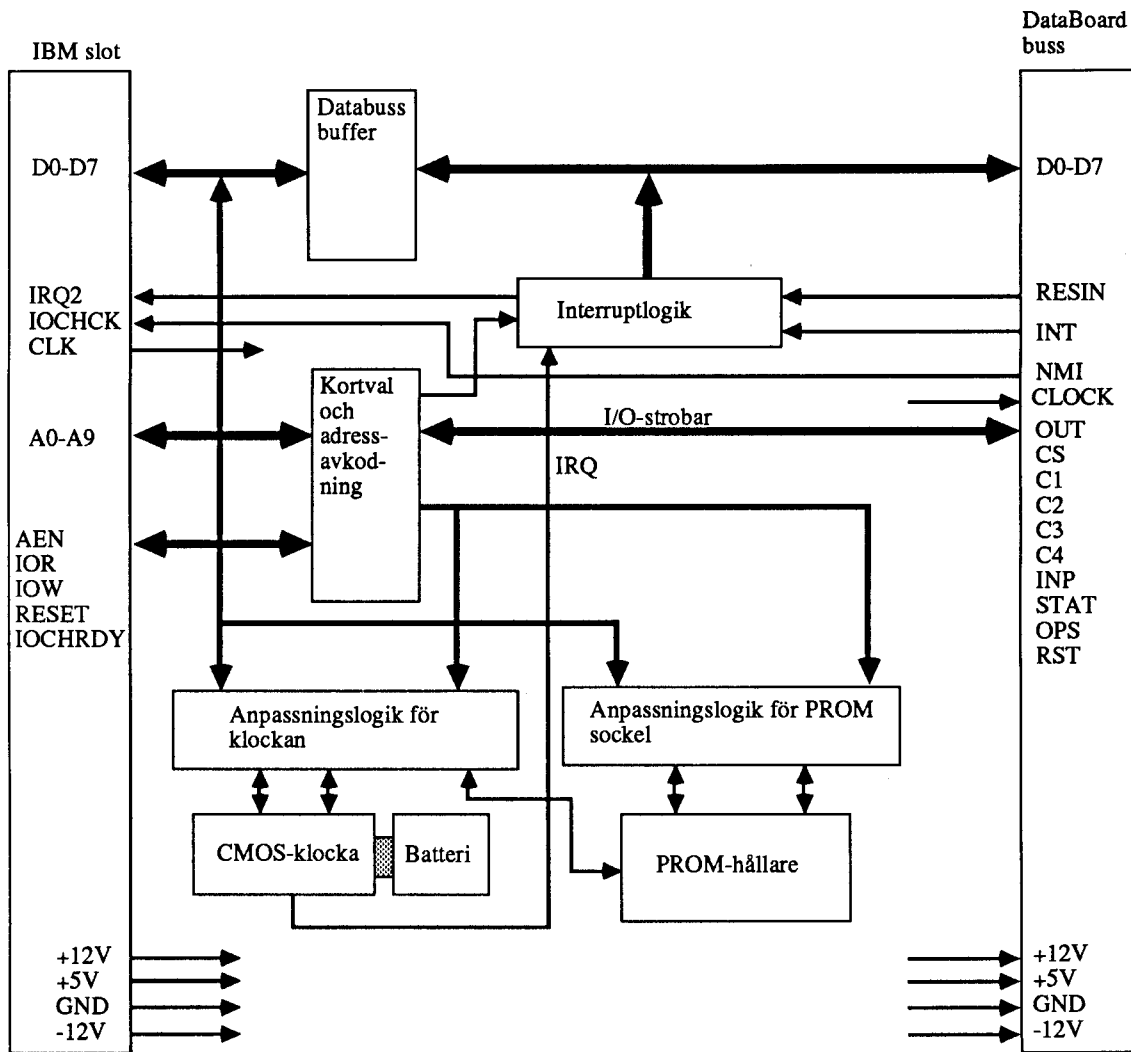 IBM slot
DataBoard
buss
Databuss
buffer
D0-D7
D0-D7
IRQ2
IOCHCK
CLK
Interruptlogik
RESIN
INT
NMI
CLOCK
Kortval
och
adress-
avkod-
ning
A0-A9
I/O-strobar
IRQ
OUT
CS
C1
C2
C3
C4
INP
STAT
OPS
RST
AEN
IOR
IOW
RESET
IOCHRDY
Anpassningslogik för
klockan
Anpassningslogik för PROM
sockel
CMOS-klocka
Batteri
PROM-hållare
+12V
+5V
GND
-12V
+12V
+5V
GND
-12V